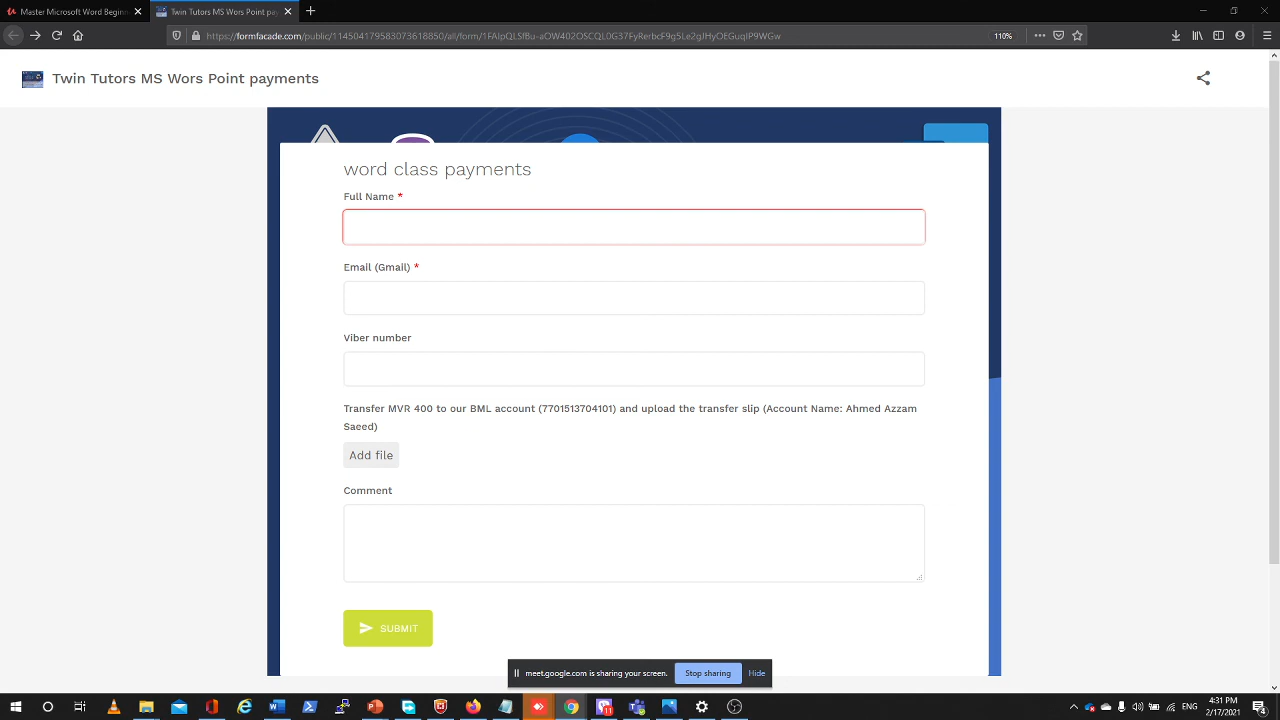 Master Microsoft Word Beginn
Twin Tutors MS Wors Point pay
https://formfacade.com/public/114504179583073618850/all/form/1FAIpQLSfBu-aOW402OSCQL0G37FyRerbcF9g5Le2gJHyOEGuqIP9WGw
110%
Twin Tutors MS Wors Point payments
word class payments
Full Name *
Email (Gmail) *
Viber number
Transfer MVR 400 to our BML account (7701513704101) and upload the transfer slip (Account Name: Ahmed Azzam
Saeed)
Add file
Comment
SUBMIT
meet.google.com is sharing your screen.
Stop sharing
Hide
11
ENG
4:31 PM
2/17/2021